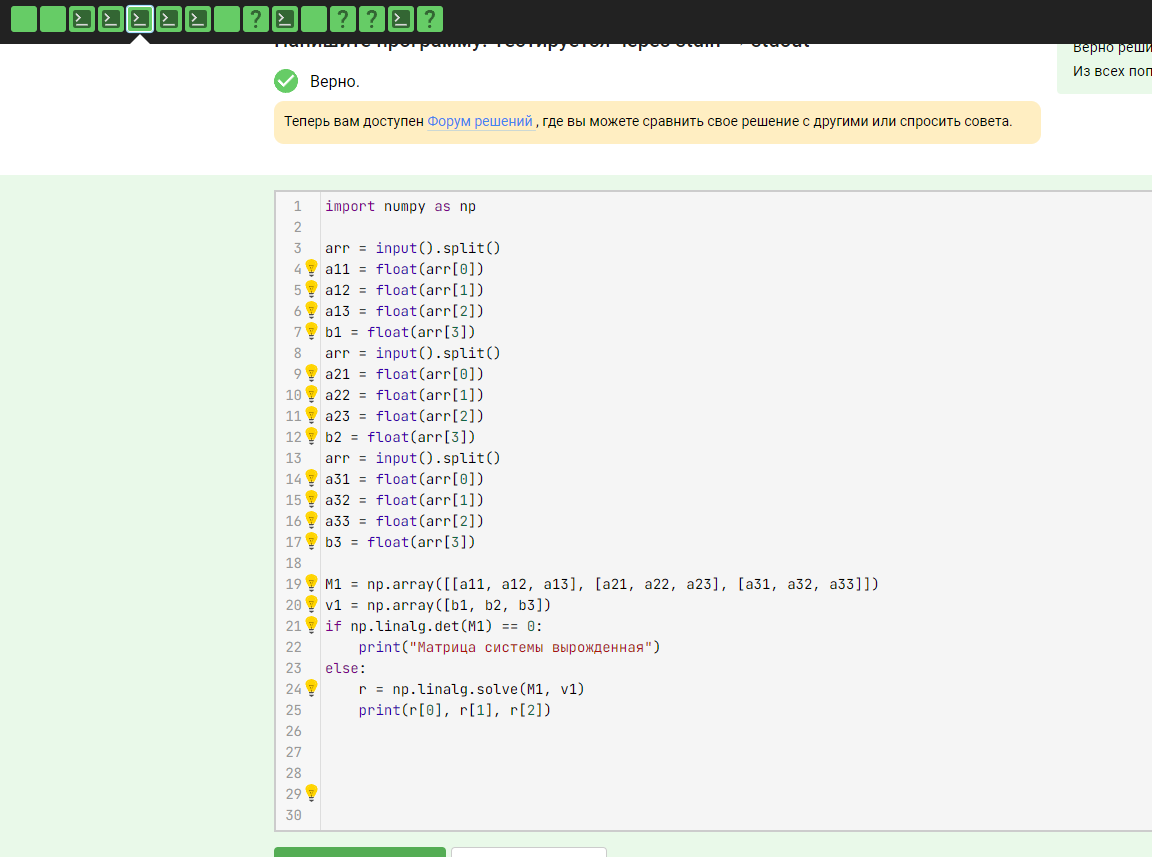 ? ? ? ?
Напишите программу. Тестируется через stdin → stdout
Верно реши
Из всех поп
Верно.
Теперь вам доступен Форум решений , где вы можете сравнить свое решение с другими или спросить совета.
1 import numpy as np
2
3 arr = input().split()
4 a11 = float(arr[0])
5 a12 = float(arr[1])
6 a13 = float(arr[2])
7 b1 = float(arr[3])
8 arr = input().split()
9 a21 = float(arr[0])
10 a22 = float(arr[1])
11 a23 = float(arr[2])
12 b2 = float(arr[3])
13 arr = input().split()
14 a31 = float(arr[0])
15 a32 = float(arr[1])
16 a33 = float(arr[2])
17 b3 = float(arr[3])
18
19 M1 = np.array([[a11, a12, a13], [a21, a22, a23], [a31, a32, a33]])
20 v1 = np.array([b1, b2, b3])
21 if np.linalg.det(M1) == 0:
22     print("Матрица системы вырожденная")
23 else:
24     r = np.linalg.solve(M1, v1)
25     print(r[0], r[1], r[2])
26
27
28
29
30